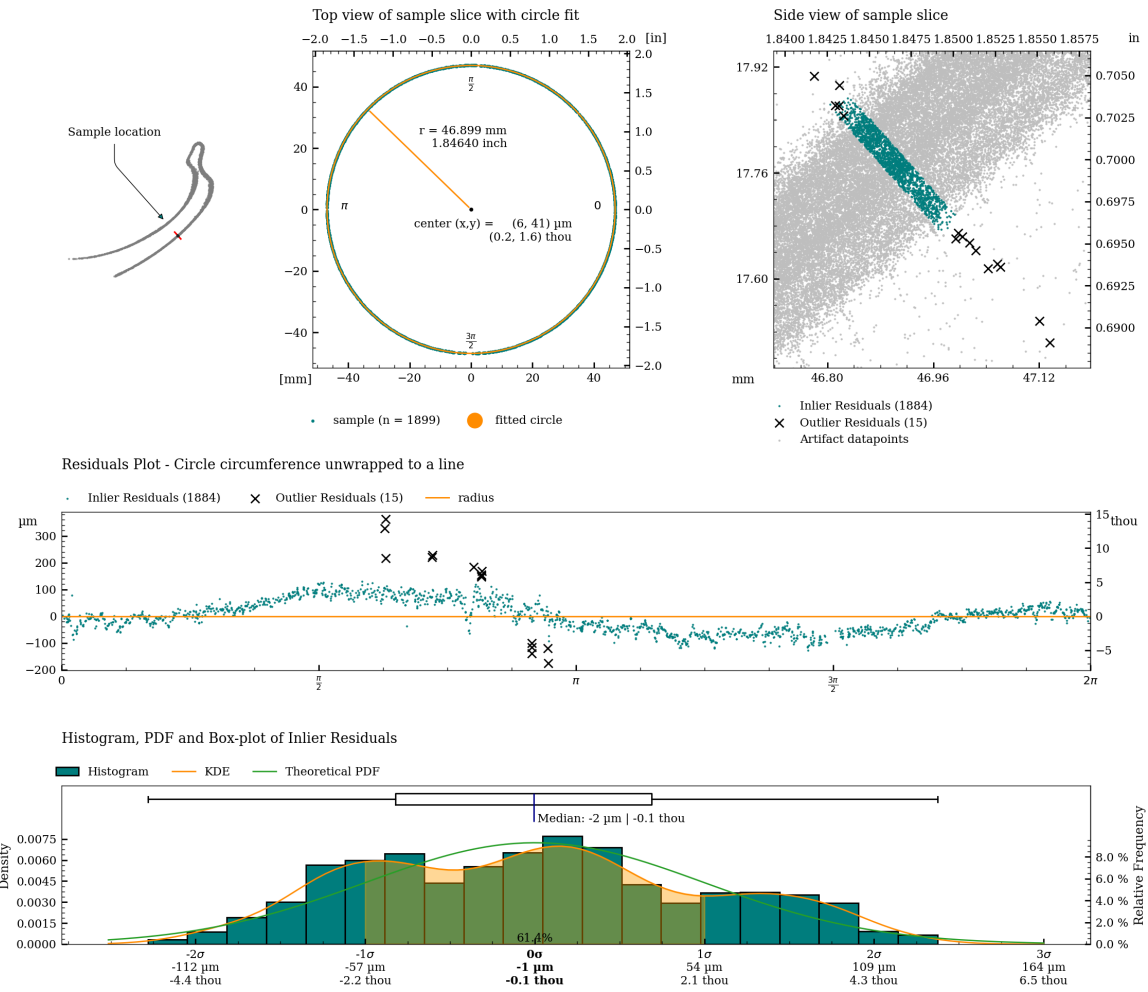 Top view of sample slice with circle fit
Side view of sample slice
−2.0 −1.5 −1.0 −0.5 0.0 0.5 1.0 1.5 2.0 [in]
1.8400 1.8425 1.8450 1.8475 1.8500 1.8525 1.8550 1.8575 in
Sample location
40
20
0
−20
−40
π/2
π
0
3π/2
r = 46.899 mm
1.84640 inch
center (x,y) = (6, 41) µm
(0.2, 1.6) thou
2.0
1.5
1.0
0.5
0.0
−0.5
−1.0
−1.5
−2.0
[mm] −40 −20 0 20 40
sample (n = 1899) fitted circle
17.92
17.76
17.60
0.7050
0.7025
0.7000
0.6975
0.6950
0.6925
0.6900
mm 46.80 46.96 47.12
Inlier Residuals (1884)
Outlier Residuals (15)
Artifact datapoints
Residuals Plot - Circle circumference unwrapped to a line
Inlier Residuals (1884) Outlier Residuals (15) radius
µm
300
200
100
0
−100
−200
15 thou
10
5
0
−5
0 π/2 π 3π/2 2π
Histogram, PDF and Box-plot of Inlier Residuals
Histogram KDE Theoretical PDF
Median: -2 µm | -0.1 thou
Density
0.0075
0.0060
0.0045
0.0030
0.0015
0.0000
Relative Frequency
8.0 %
6.0 %
4.0 %
2.0 %
0.0 %
61.4%
-2σ -1σ 0σ 1σ 2σ 3σ
-112 µm -57 µm -1 µm 54 µm 109 µm 164 µm
-4.4 thou -2.2 thou -0.1 thou 2.1 thou 4.3 thou 6.5 thou